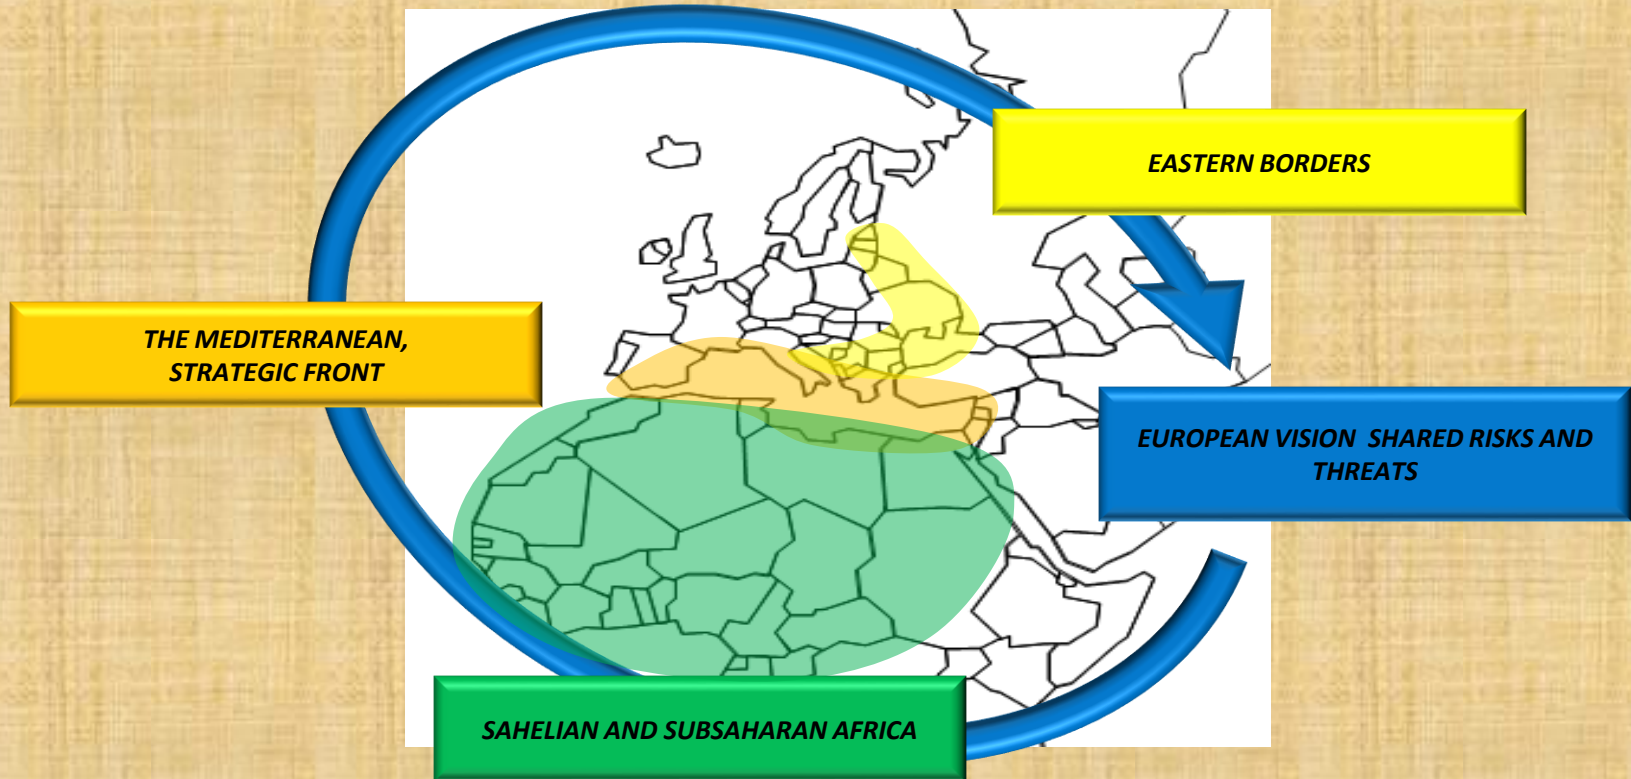 EASTERN BORDERS
THE MEDITERRANEAN,
STRATEGIC FRONT
EUROPEAN VISION  SHARED RISKS AND
THREATS
SAHELIAN AND SUBSAHARAN AFRICA